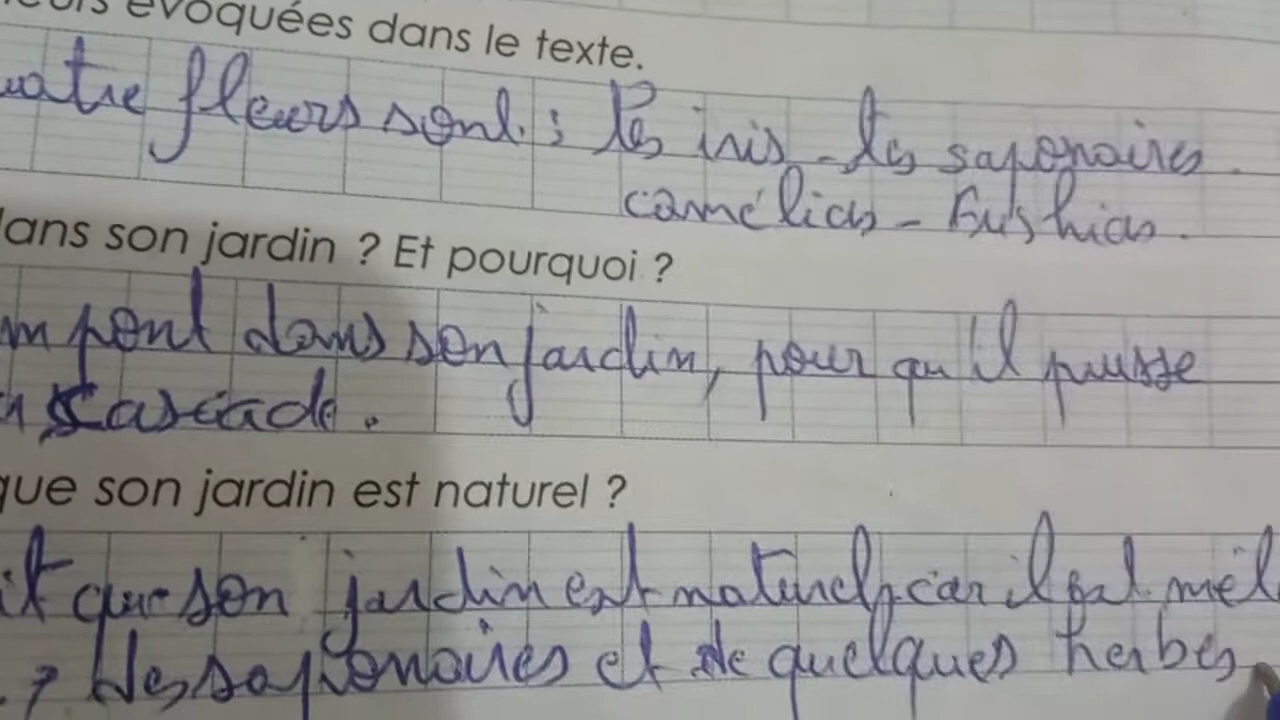 évoquées dans le texte.
fleurs sont : les iris - les saponaires.
camélias - Fushias.
dans son jardin ? Et pourquoi ?
pont dans son jardin, pour qu'il puisse
cascade.
que son jardin est naturel ?
que son jardin est naturel, car il est mél
, des saponaires et de quelques herbes